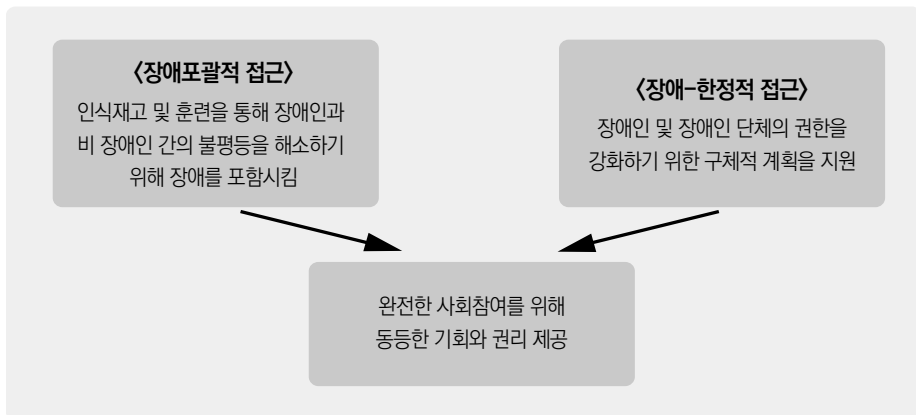 〈장애포괄적 접근〉
인식재고 및 훈련을 통해 장애인과
비 장애인 간의 불평등을 해소하기
위해 장애를 포함시킴
〈장애-한정적 접근〉
장애인 및 장애인 단체의 권한을
강화하기 위한 구체적 계획을 지원
완전한 사회참여를 위해
동등한 기회와 권리 제공